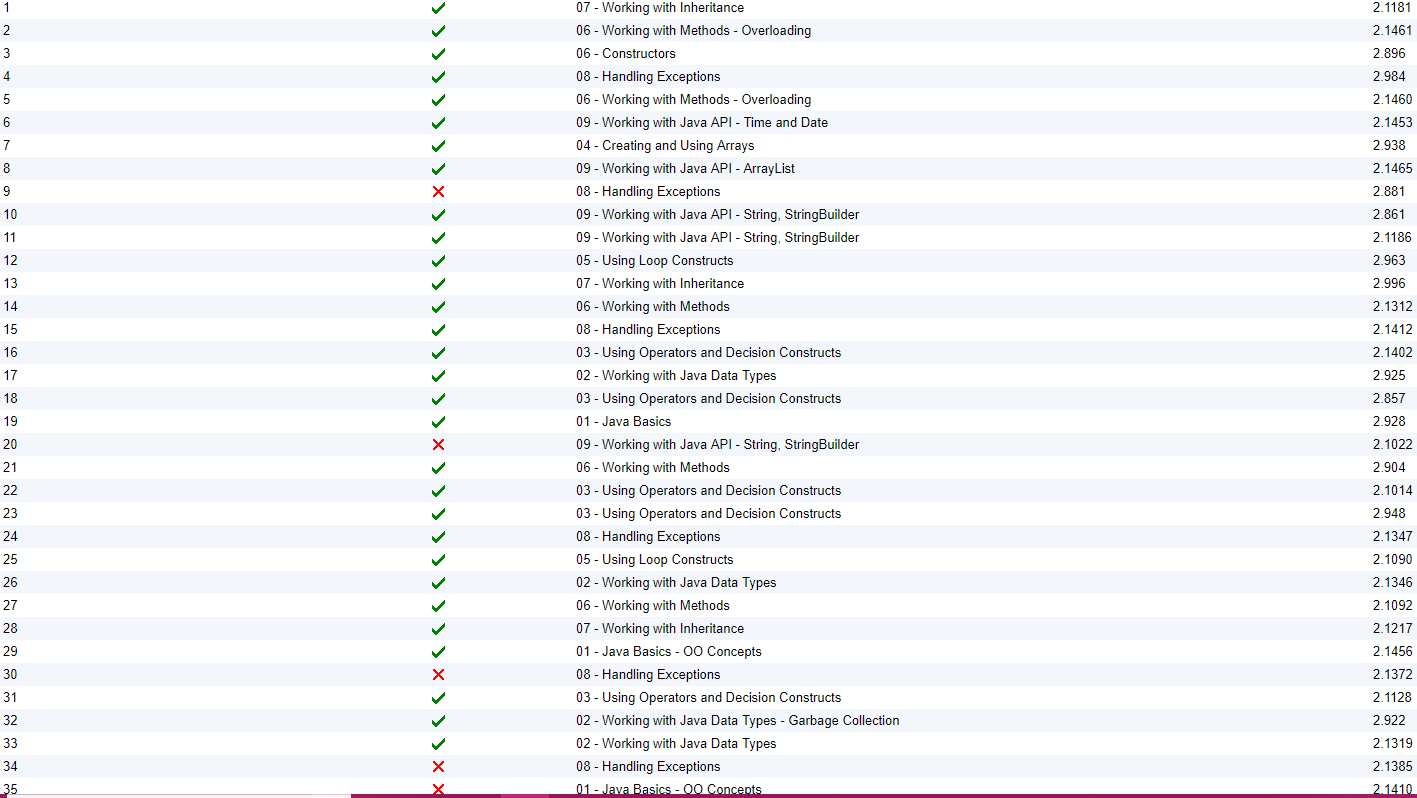 1 07 - Working with Inheritance 2.1181
2 06 - Working with Methods - Overloading 2.1461
3 06 - Constructors 2.896
4 08 - Handling Exceptions 2.984
5 06 - Working with Methods - Overloading 2.1460
6 09 - Working with Java API - Time and Date 2.1453
7 04 - Creating and Using Arrays 2.938
8 09 - Working with Java API - ArrayList 2.1465
9 08 - Handling Exceptions 2.881
10 09 - Working with Java API - String, StringBuilder 2.861
11 09 - Working with Java API - String, StringBuilder 2.1186
12 05 - Using Loop Constructs 2.963
13 07 - Working with Inheritance 2.996
14 06 - Working with Methods 2.1312
15 08 - Handling Exceptions 2.1412
16 03 - Using Operators and Decision Constructs 2.1402
17 02 - Working with Java Data Types 2.925
18 03 - Using Operators and Decision Constructs 2.857
19 01 - Java Basics 2.928
20 09 - Working with Java API - String, StringBuilder 2.1022
21 06 - Working with Methods 2.904
22 03 - Using Operators and Decision Constructs 2.1014
23 03 - Using Operators and Decision Constructs 2.948
24 08 - Handling Exceptions 2.1347
25 05 - Using Loop Constructs 2.1090
26 02 - Working with Java Data Types 2.1346
27 06 - Working with Methods 2.1092
28 07 - Working with Inheritance 2.1217
29 01 - Java Basics - OO Concepts 2.1456
30 08 - Handling Exceptions 2.1372
31 03 - Using Operators and Decision Constructs 2.1128
32 02 - Working with Java Data Types - Garbage Collection 2.922
33 02 - Working with Java Data Types 2.1319
34 08 - Handling Exceptions 2.1385
35 01 - Java Basics - OO Concepts 2.1410